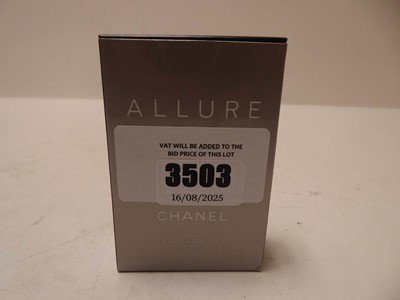 ALLURE
VAT WILL BE ADDED TO THE
BID PRICE OF THIS LOT
3503
16/08/2025
CHANEL